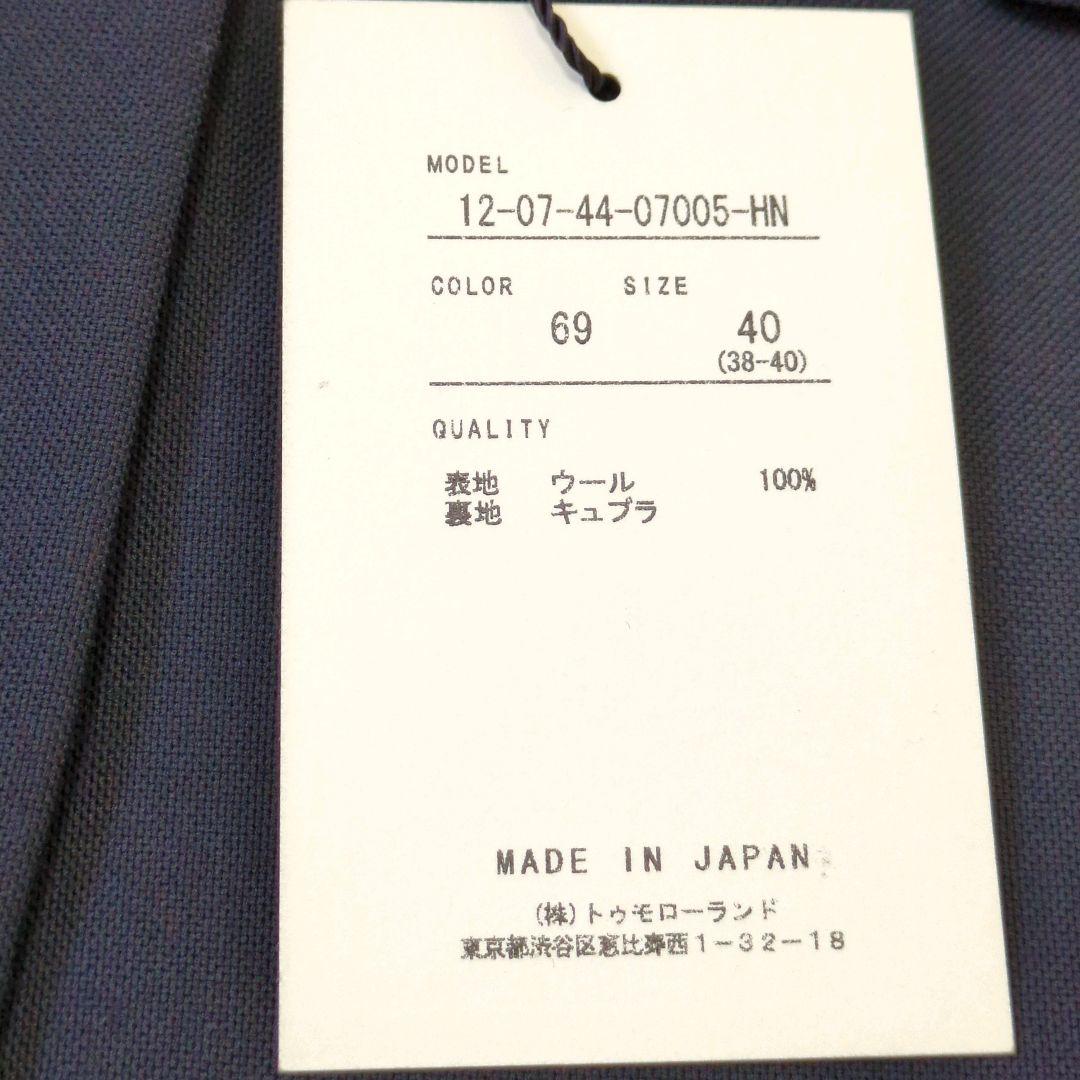 MODEL
12-07-44-07005-HN
COLOR SIZE
69 40
(38-40)
QUALITY
表地 ウール 100%
裏地 キュプラ
MADE IN JAPAN
(株)トゥモローランド
東京都渋谷区恵比寿西1-32-18